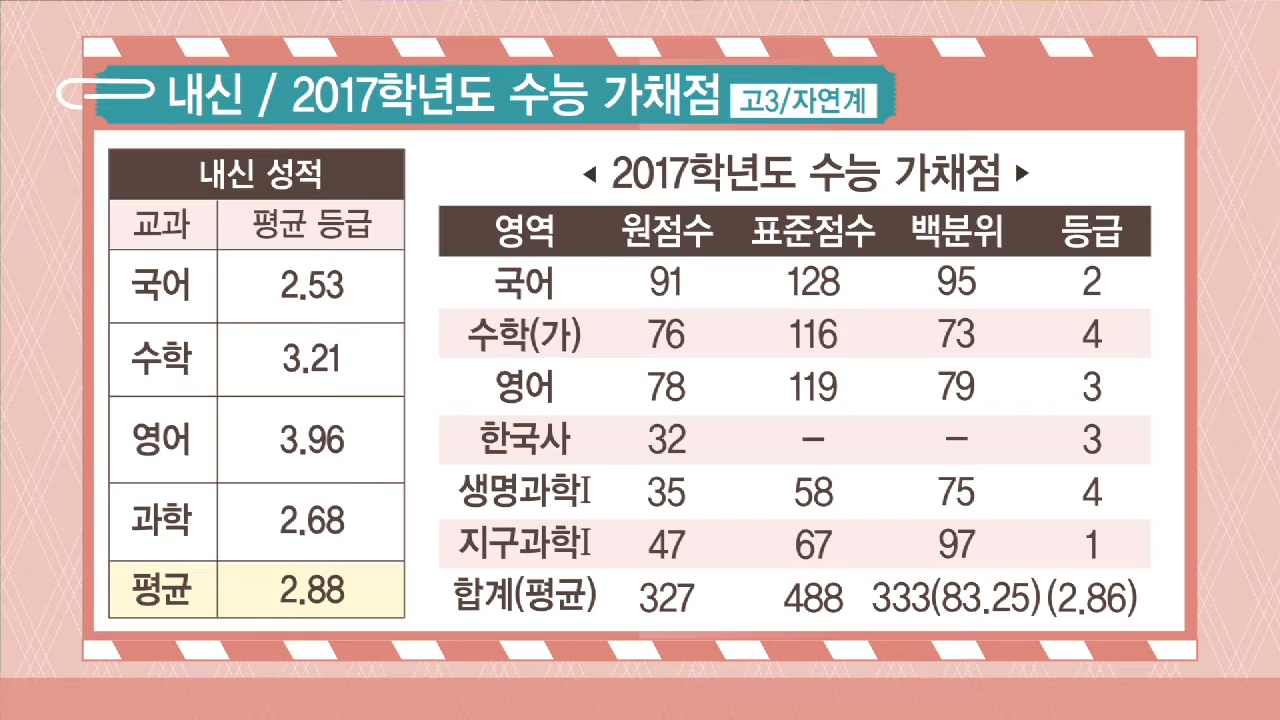 내신 / 2017학년도 수능 가채점 고3/자연계
내신 성적
교과 평균 등급
국어 2.53
수학 3.21
영어 3.96
과학 2.68
평균 2.88
◂ 2017학년도 수능 가채점 ▸
영역 원점수 표준점수 백분위 등급
국어 91 128 95 2
수학(가) 76 116 73 4
영어 78 119 79 3
한국사 32 – – 3
생명과학Ⅰ 35 58 75 4
지구과학Ⅰ 47 67 97 1
합계(평균) 327 488 333(83.25) (2.86)